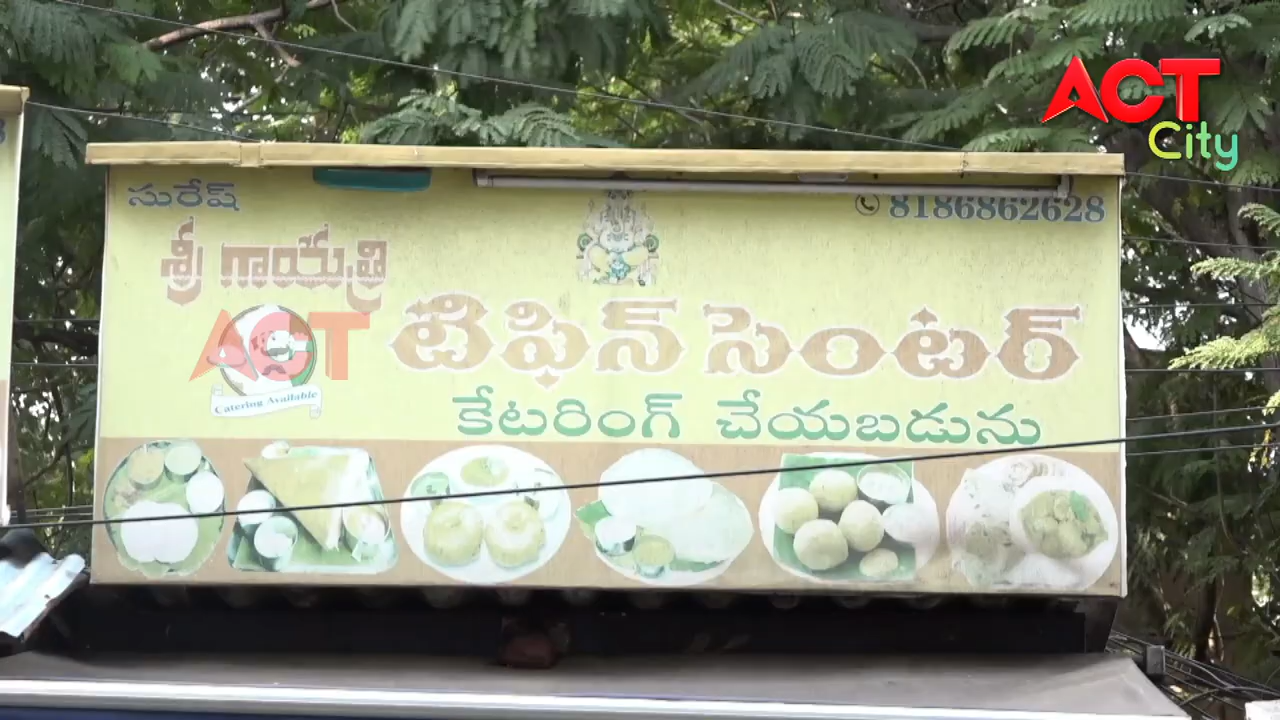 ACT
City
సురేష్
8186862628
శ్రీ గాయత్రి
ACT
టిఫిన్ సెంటర్
Catering Available
కేటరింగ్ చేయబడును